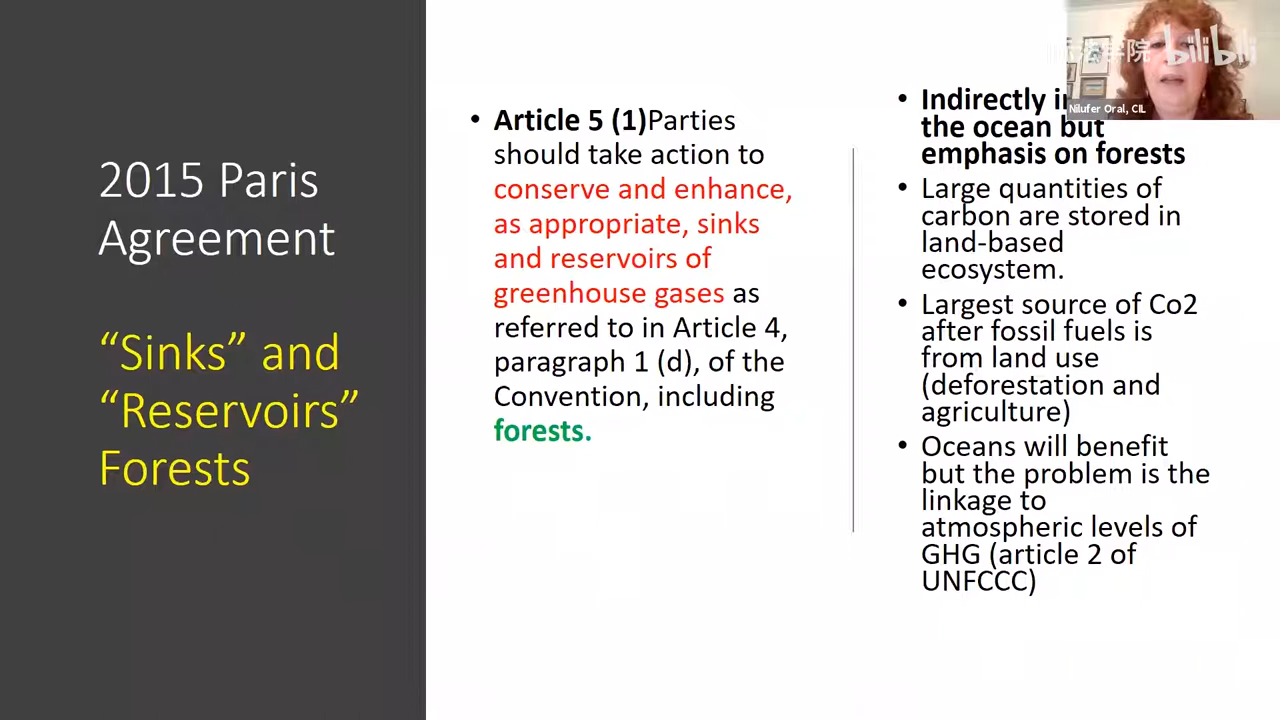 2015 Paris
Agreement
“Sinks” and
“Reservoirs”
Forests
• Article 5 (1)Parties
should take action to
conserve and enhance,
as appropriate, sinks
and reservoirs of
greenhouse gases as
referred to in Article 4,
paragraph 1 (d), of the
Convention, including
forests.
• Indirectly
the ocean but
emphasis on forests
• Large quantities of
carbon are stored in
land-based
ecosystem.
• Largest source of Co2
after fossil fuels is
from land use
(deforestation and
agriculture)
• Oceans will benefit
but the problem is the
linkage to
atmospheric levels of
GHG (article 2 of
UNFCCC)
法学院 bilibili
Nilufer Oral, CIL